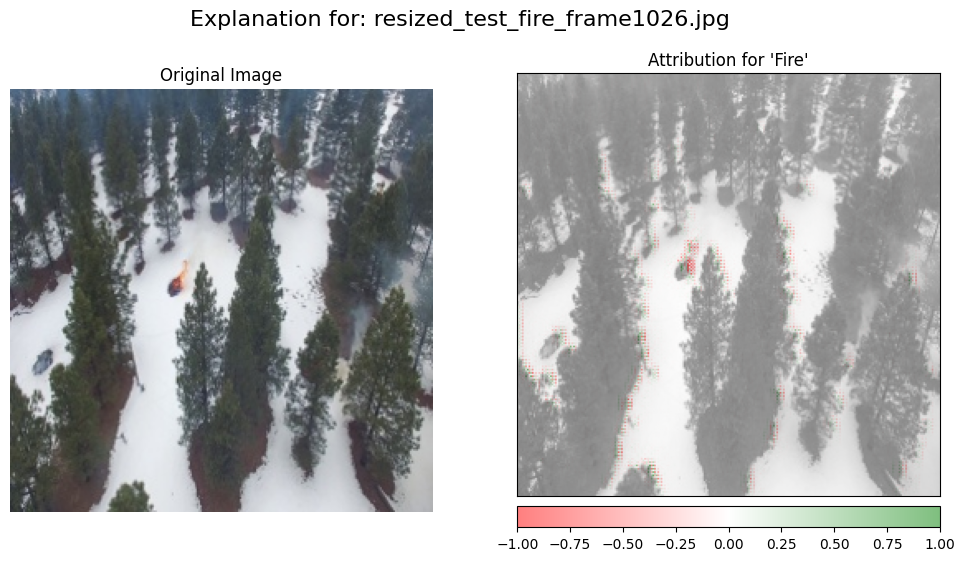 Explanation for: resized_test_fire_frame1026.jpg
Original Image
Attribution for 'Fire'
−1.00 −0.75 −0.50 −0.25 0.00 0.25 0.50 0.75 1.00